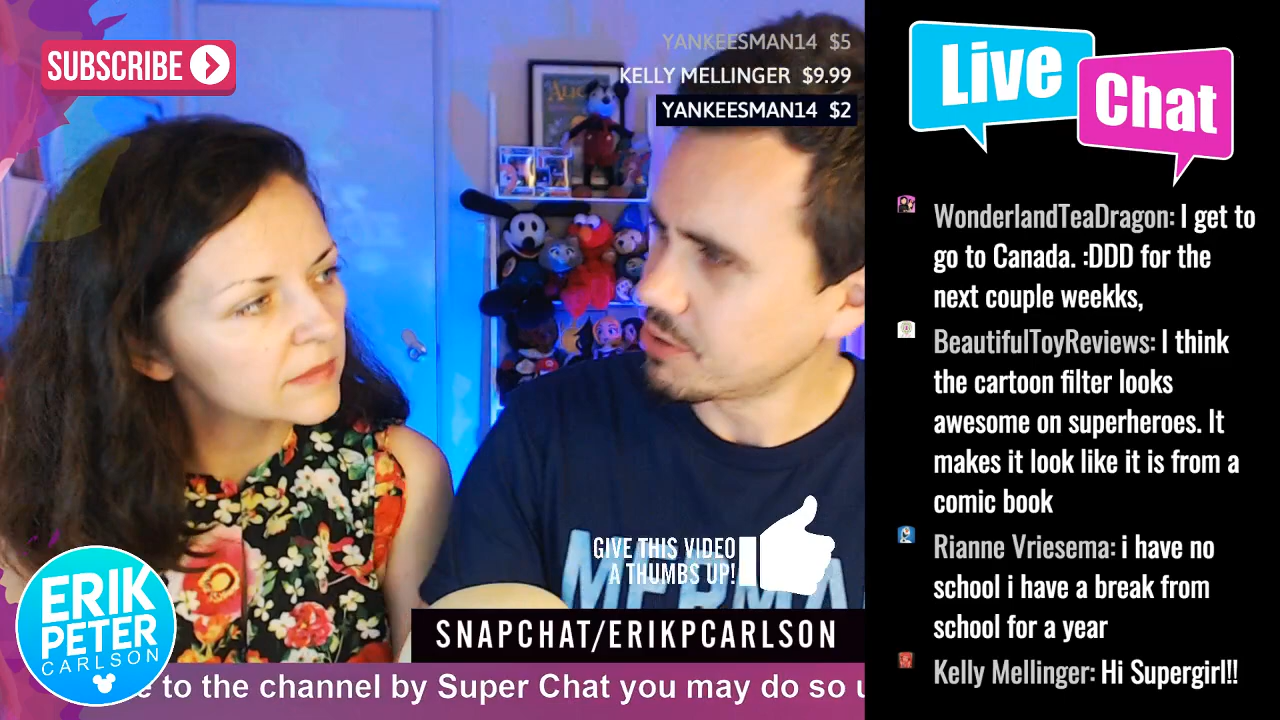 SUBSCRIBE
YANKEESMAN14 $5
KELLY MELLINGER $9.99
YANKEESMAN14 $2
Live
Chat
WonderlandTeaDragon: I get to
go to Canada. :DDD for the
next couple weekks,
BeautifulToyReviews: I think
the cartoon filter looks
awesome on superheroes. It
makes it look like it is from a
comic book
Rianne Vriesema: i have no
school i have a break from
school for a year
Kelly Mellinger: Hi Supergirl!!
GIVE THIS VIDEO
A THUMBS UP!
SNAPCHAT/ERIKPCARLSON
ERIK
PETER
CARLSON
to the channel by Super Chat you may do so